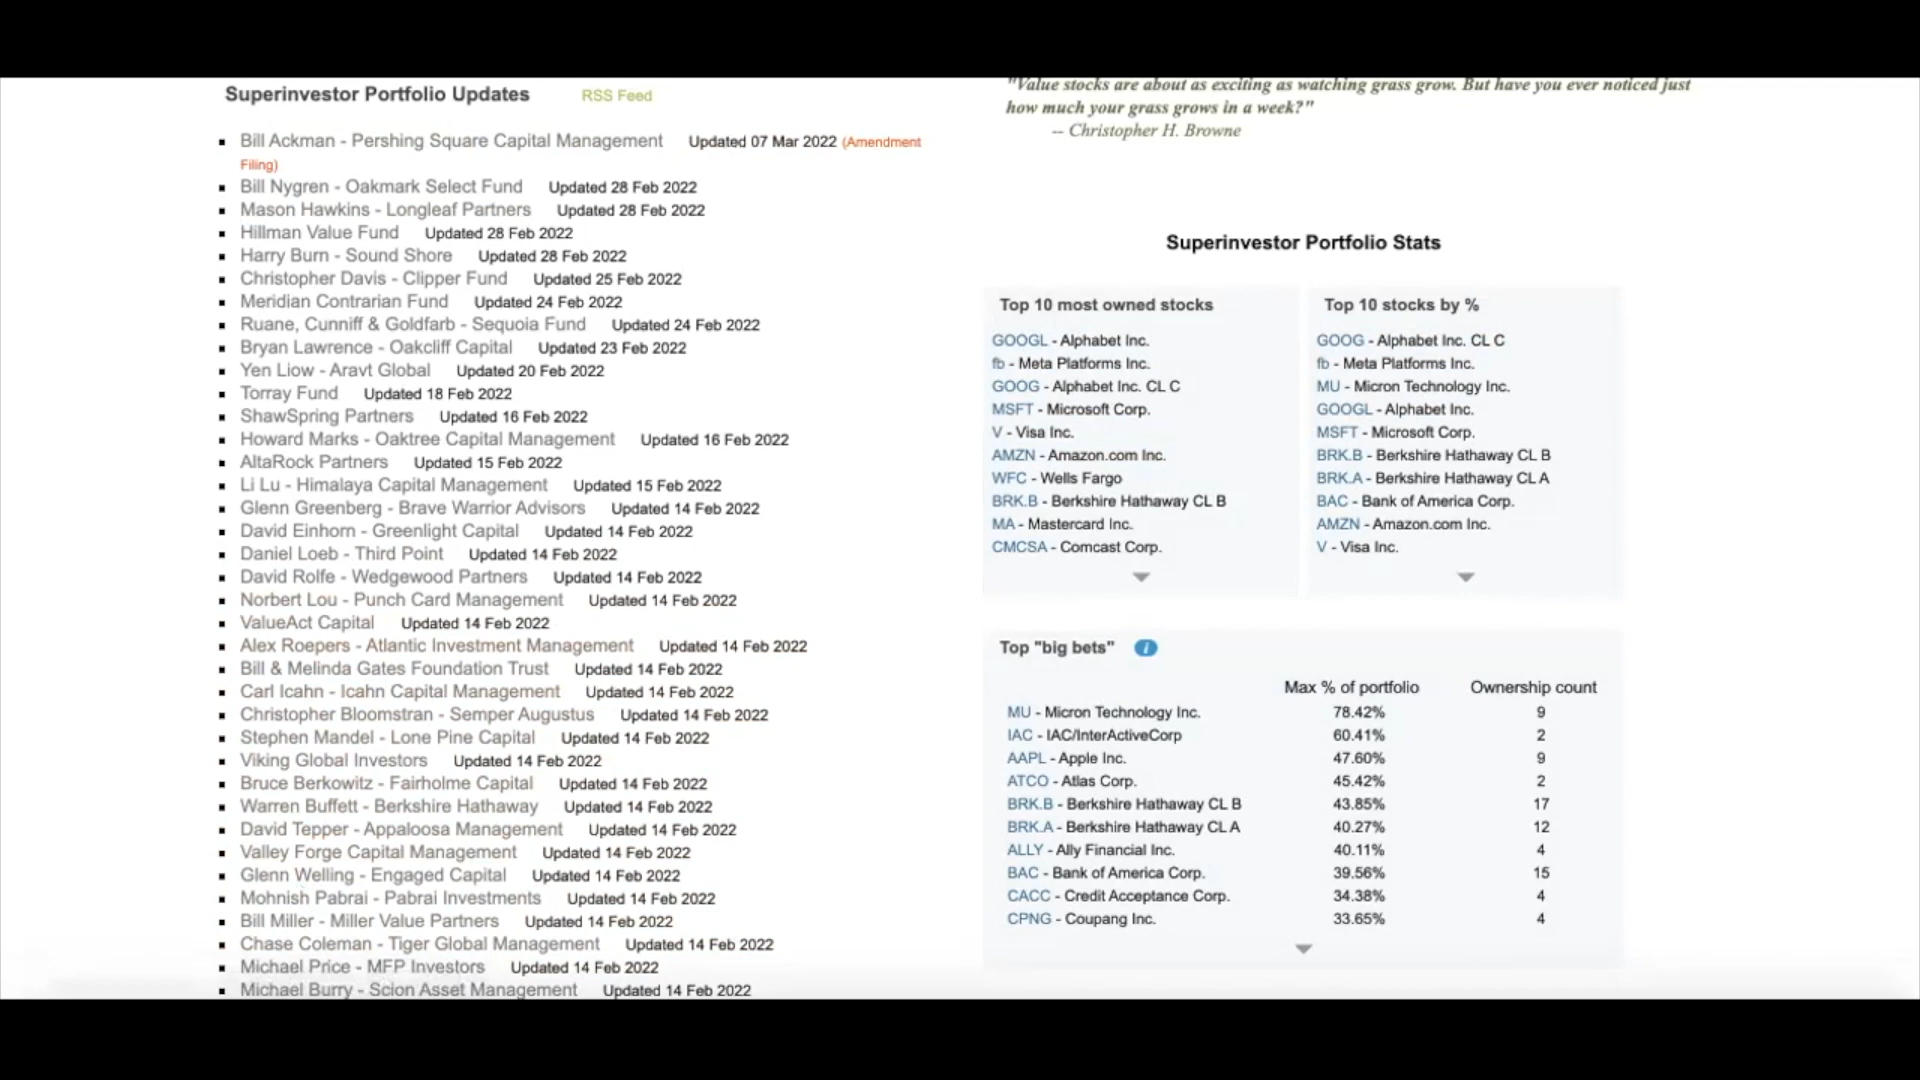 Superinvestor Portfolio Updates RSS Feed
Bill Ackman - Pershing Square Capital Management Updated 07 Mar 2022 (Amendment
Filing)
Bill Nygren - Oakmark Select Fund Updated 28 Feb 2022
Mason Hawkins - Longleaf Partners Updated 28 Feb 2022
Hillman Value Fund Updated 28 Feb 2022
Harry Burn - Sound Shore Updated 28 Feb 2022
Christopher Davis - Clipper Fund Updated 25 Feb 2022
Meridian Contrarian Fund Updated 24 Feb 2022
Ruane, Cunniff & Goldfarb - Sequoia Fund Updated 24 Feb 2022
Bryan Lawrence - Oakcliff Capital Updated 23 Feb 2022
Yen Liow - Aravt Global Updated 20 Feb 2022
Torray Fund Updated 18 Feb 2022
ShawSpring Partners Updated 16 Feb 2022
Howard Marks - Oaktree Capital Management Updated 16 Feb 2022
AltaRock Partners Updated 15 Feb 2022
Li Lu - Himalaya Capital Management Updated 15 Feb 2022
Glenn Greenberg - Brave Warrior Advisors Updated 14 Feb 2022
David Einhorn - Greenlight Capital Updated 14 Feb 2022
Daniel Loeb - Third Point Updated 14 Feb 2022
David Rolfe - Wedgewood Partners Updated 14 Feb 2022
Norbert Lou - Punch Card Management Updated 14 Feb 2022
ValueAct Capital Updated 14 Feb 2022
Alex Roepers - Atlantic Investment Management Updated 14 Feb 2022
Bill & Melinda Gates Foundation Trust Updated 14 Feb 2022
Carl Icahn - Icahn Capital Management Updated 14 Feb 2022
Christopher Bloomstran - Semper Augustus Updated 14 Feb 2022
Stephen Mandel - Lone Pine Capital Updated 14 Feb 2022
Viking Global Investors Updated 14 Feb 2022
Bruce Berkowitz - Fairholme Capital Updated 14 Feb 2022
Warren Buffett - Berkshire Hathaway Updated 14 Feb 2022
David Tepper - Appaloosa Management Updated 14 Feb 2022
Valley Forge Capital Management Updated 14 Feb 2022
Glenn Welling - Engaged Capital Updated 14 Feb 2022
Mohnish Pabrai - Pabrai Investments Updated 14 Feb 2022
Bill Miller - Miller Value Partners Updated 14 Feb 2022
Chase Coleman - Tiger Global Management Updated 14 Feb 2022
Michael Price - MFP Investors Updated 14 Feb 2022
Michael Burry - Scion Asset Management Updated 14 Feb 2022
"Value stocks are about as exciting as watching grass grow. But have you ever noticed just
how much your grass grows in a week?"
-- Christopher H. Browne
Superinvestor Portfolio Stats
Top 10 most owned stocks
GOOGL - Alphabet Inc.
fb - Meta Platforms Inc.
GOOG - Alphabet Inc. CL C
MSFT - Microsoft Corp.
V - Visa Inc.
AMZN - Amazon.com Inc.
WFC - Wells Fargo
BRK.B - Berkshire Hathaway CL B
MA - Mastercard Inc.
CMCSA - Comcast Corp.
Top 10 stocks by %
GOOG - Alphabet Inc. CL C
fb - Meta Platforms Inc.
MU - Micron Technology Inc.
GOOGL - Alphabet Inc.
MSFT - Microsoft Corp.
BRK.B - Berkshire Hathaway CL B
BRK.A - Berkshire Hathaway CL A
BAC - Bank of America Corp.
AMZN - Amazon.com Inc.
V - Visa Inc.
Top "big bets" i
Max % of portfolio Ownership count
MU - Micron Technology Inc. 78.42% 9
IAC - IAC/InterActiveCorp 60.41% 2
AAPL - Apple Inc. 47.60% 9
ATCO - Atlas Corp. 45.42% 2
BRK.B - Berkshire Hathaway CL B 43.85% 17
BRK.A - Berkshire Hathaway CL A 40.27% 12
ALLY - Ally Financial Inc. 40.11% 4
BAC - Bank of America Corp. 39.56% 15
CACC - Credit Acceptance Corp. 34.38% 4
CPNG - Coupang Inc. 33.65% 4